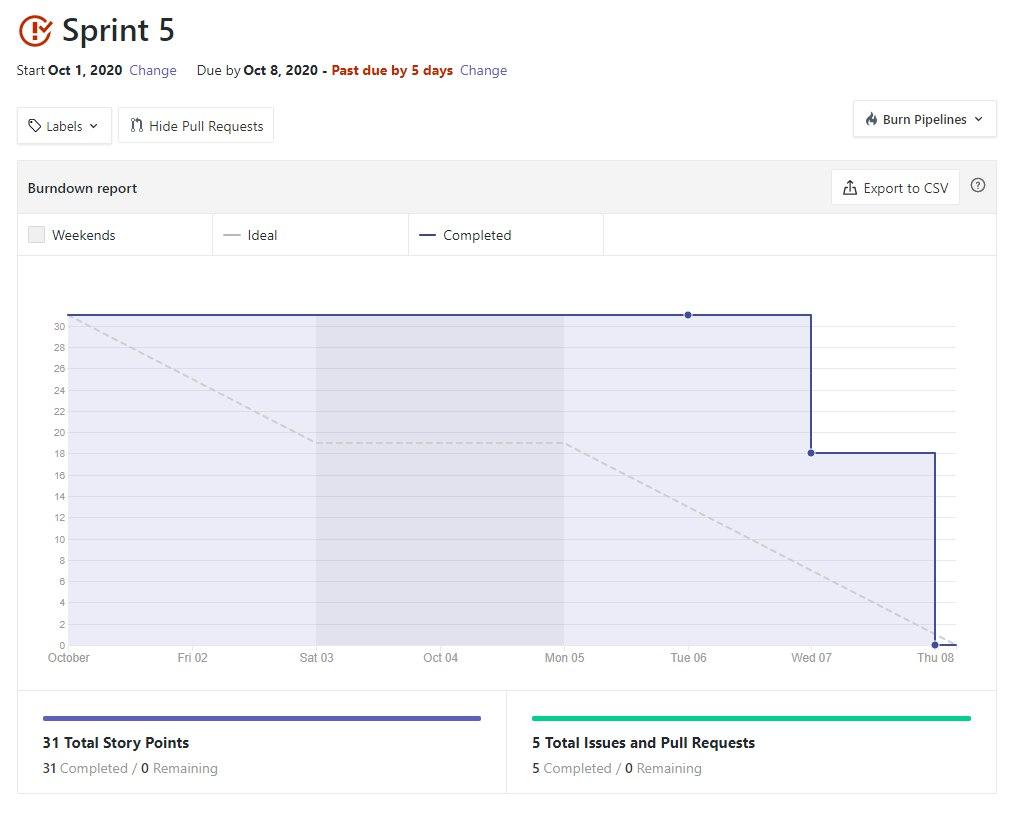 Sprint 5
Start Oct 1, 2020 Change Due by Oct 8, 2020 - Past due by 5 days Change
Labels Hide Pull Requests Burn Pipelines
Burndown report Export to CSV ?
Weekends Ideal Completed
30
28
26
24
22
20
18
16
14
12
10
8
6
4
2
0
October Fri 02 Sat 03 Oct 04 Mon 05 Tue 06 Wed 07 Thu 08
31 Total Story Points
31 Completed / 0 Remaining
5 Total Issues and Pull Requests
5 Completed / 0 Remaining